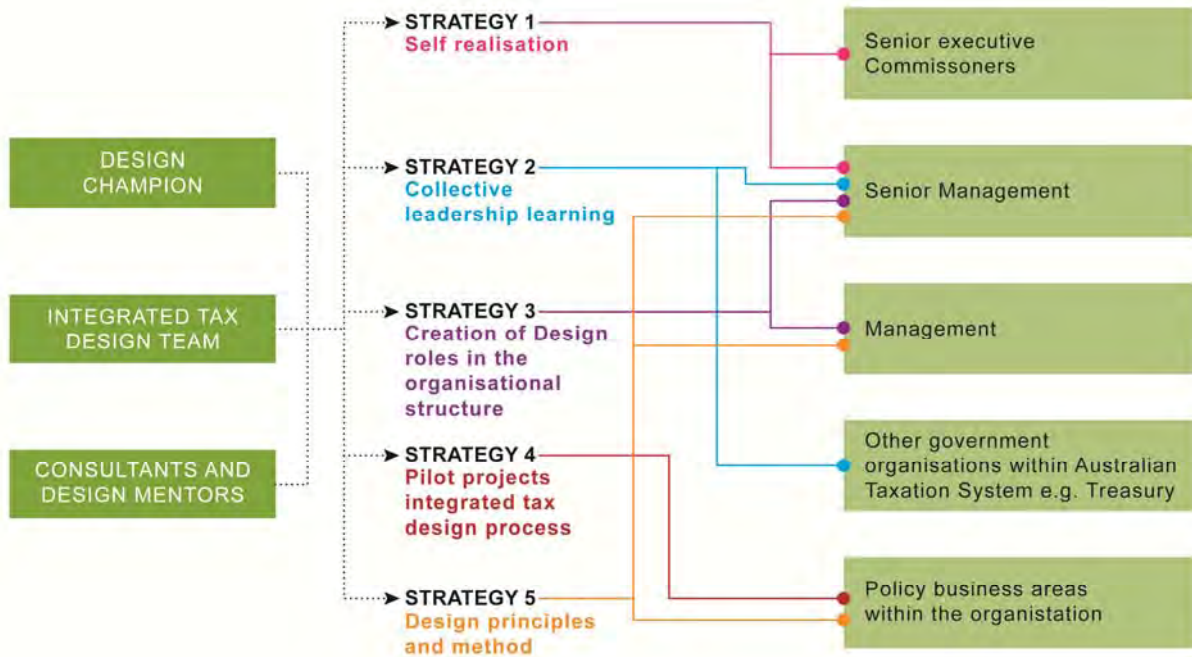 DESIGN
CHAMPION
INTEGRATED TAX
DESIGN TEAM
CONSULTANTS AND
DESIGN MENTORS
STRATEGY 1
Self realisation
STRATEGY 2
Collective
leadership learning
STRATEGY 3
Creation of Design
roles in the
organisational
structure
STRATEGY 4
Pilot projects
integrated tax
design process
STRATEGY 5
Design principles
and method
Senior executive
Commissoners
Senior Management
Management
Other government
organisations within Australian
Taxation System e.g. Treasury
Policy business areas
within the organistation